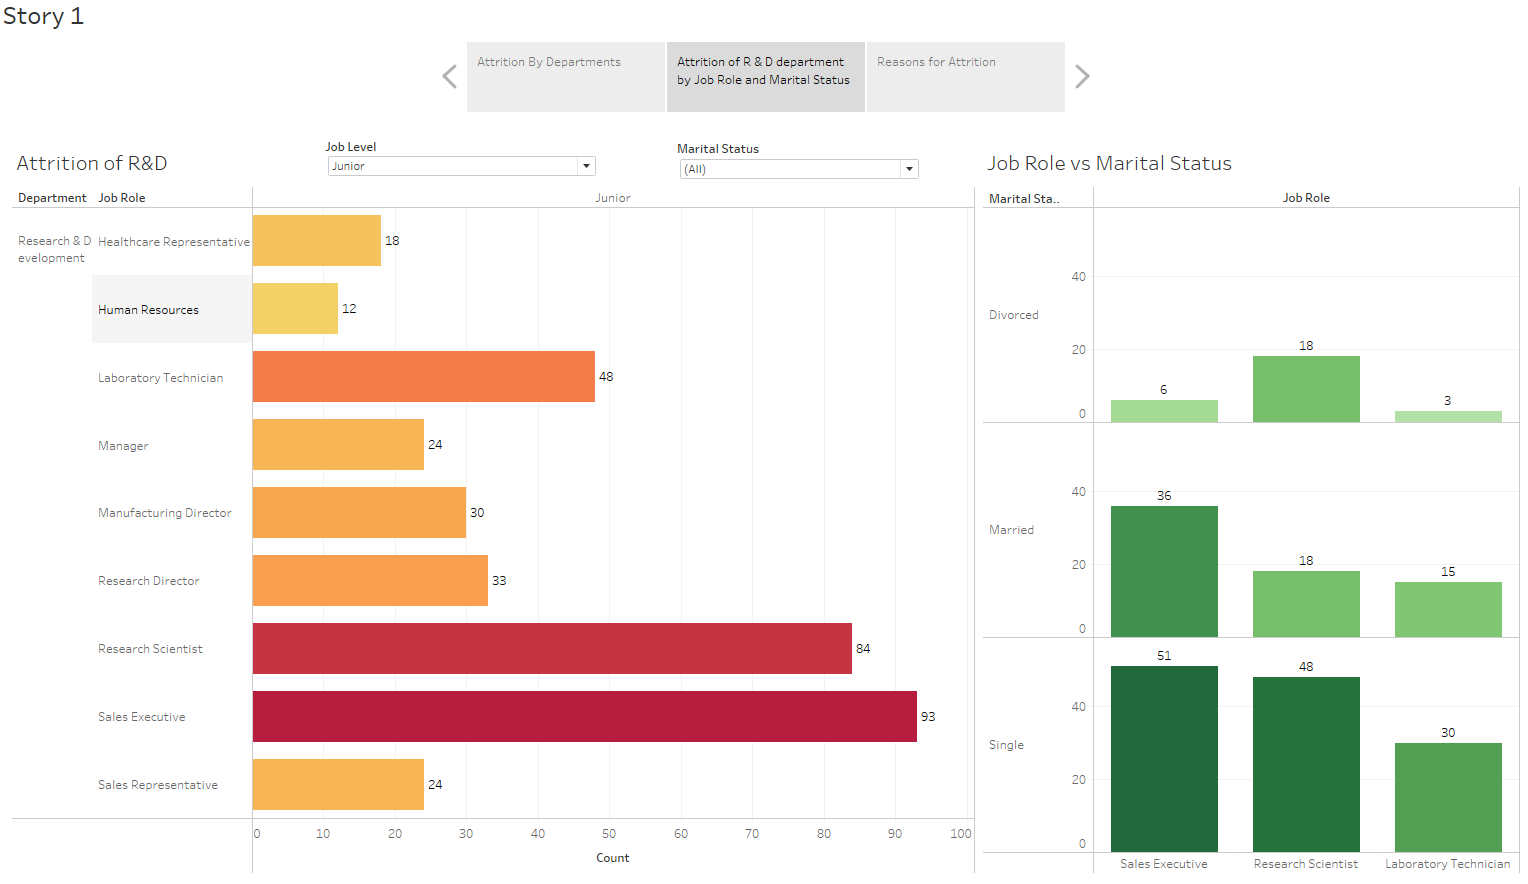 Story 1
Attrition By Departments
Attrition of R & D department
by Job Role and Marital Status
Reasons for Attrition
Attrition of R&D
Job Level
Junior
Marital Status
(All)
Job Role vs Marital Status
Department Job Role
Junior
Research & D
evelopment
Healthcare Representative
18
Human Resources
12
Laboratory Technician
48
Manager
24
Manufacturing Director
30
Research Director
33
Research Scientist
84
Sales Executive
93
Sales Representative
24
0 10 20 30 40 50 60 70 80 90 100
Count
Marital Sta..
Job Role
Divorced
40
20
0
6
18
3
Married
40
20
0
36
18
15
Single
40
20
0
51
48
30
Sales Executive Research Scientist Laboratory Technician